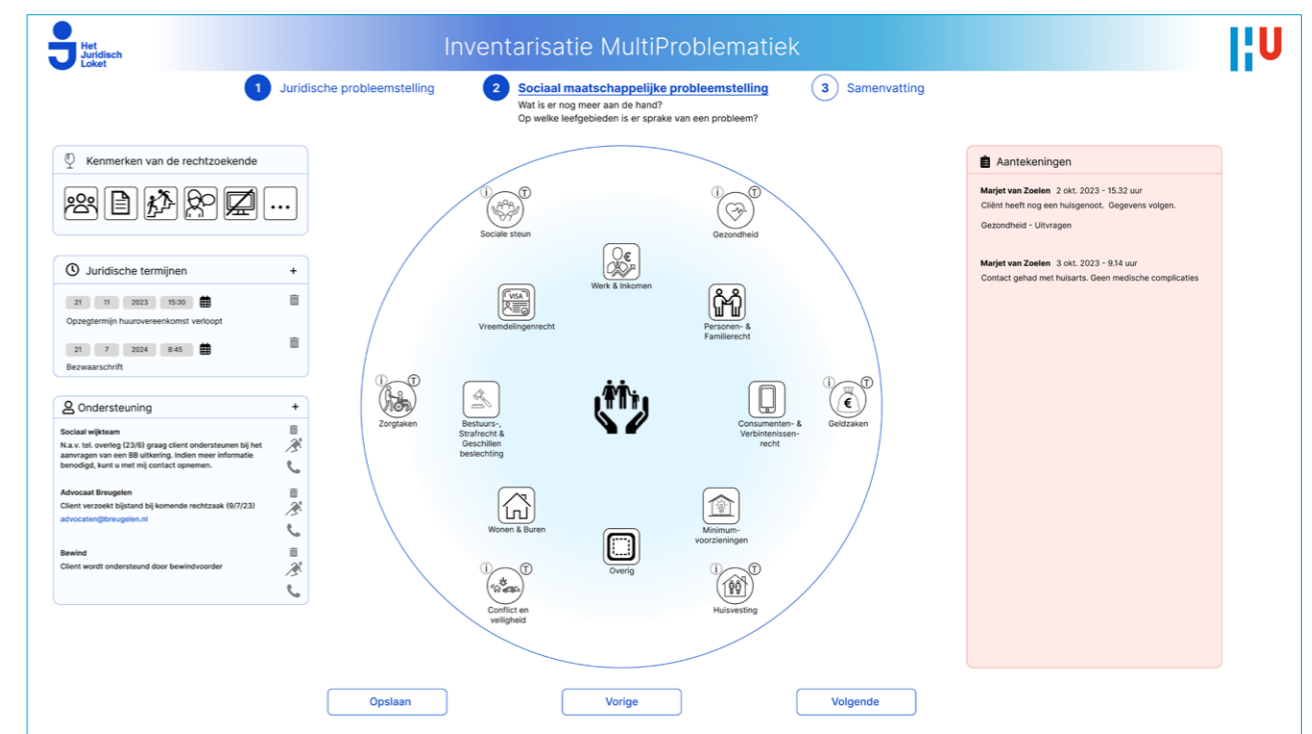 Het
Juridisch
Loket
Inventarisatie MultiProblematiek
HU
1 Juridische probleemstelling
2 Sociaal maatschappelijke probleemstelling
3 Samenvatting
Wat is er nog meer aan de hand?
Op welke leefgebieden is er sprake van een probleem?
Kenmerken van de rechtzoekende
...
Juridische termijnen +
21 11 2023 15:30
Opzegtermijn huurovereenkomst verloopt
21 7 2024 8:45
Bezwaarschrift
Ondersteuning +
Sociaal wijkteam
N.a.v. tel. overleg (23/6) graag client ondersteunen bij het
aanvragen van een BB uitkering. Indien meer informatie
benodigd, kunt u met mij contact opnemen.
Advocaat Breugelen
Client verzoekt bijstand bij komende rechtzaak (9/7/23)
advocaten@breugelen.nl
Bewind
Client wordt ondersteund door bewindvoorder
i T
Sociale steun
i T
Gezondheid
€
Werk & Inkomen
VISA
Vreemdelingenrecht
Personen- &
Familierecht
i T
Zorgtaken
Bestuurs-,
Strafrecht &
Geschillen
beslechting
Consumenten- &
Verbintenissen-
recht
i T
€
Geldzaken
Wonen & Buren
Minimum-
voorzieningen
Overig
i T
Conflict en
veiligheid
i T
Huisvesting
Aantekeningen
Marjet van Zoelen 2 okt. 2023 - 15.32 uur
Cliënt heeft nog een huisgenoot. Gegevens volgen.
Gezondheid - Uitvragen
Marjet van Zoelen 3 okt. 2023 - 9.14 uur
Contact gehad met huisarts. Geen medische complicaties
Opslaan
Vorige
Volgende